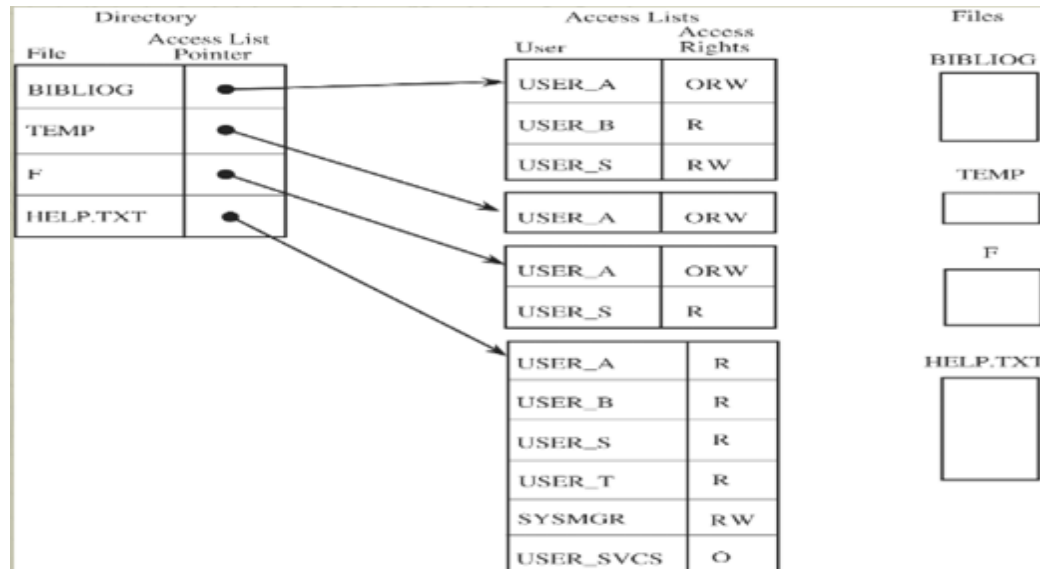 Directory
File Access List Pointer
BIBLIOG
TEMP
F
HELP.TXT
Access Lists
User Access Rights
USER_A ORW
USER_B R
USER_S RW
USER_A ORW
USER_A ORW
USER_S R
USER_A R
USER_B R
USER_S R
USER_T R
SYSMGR RW
USER_SVCS O
Files
BIBLIOG
TEMP
F
HELP.TXT